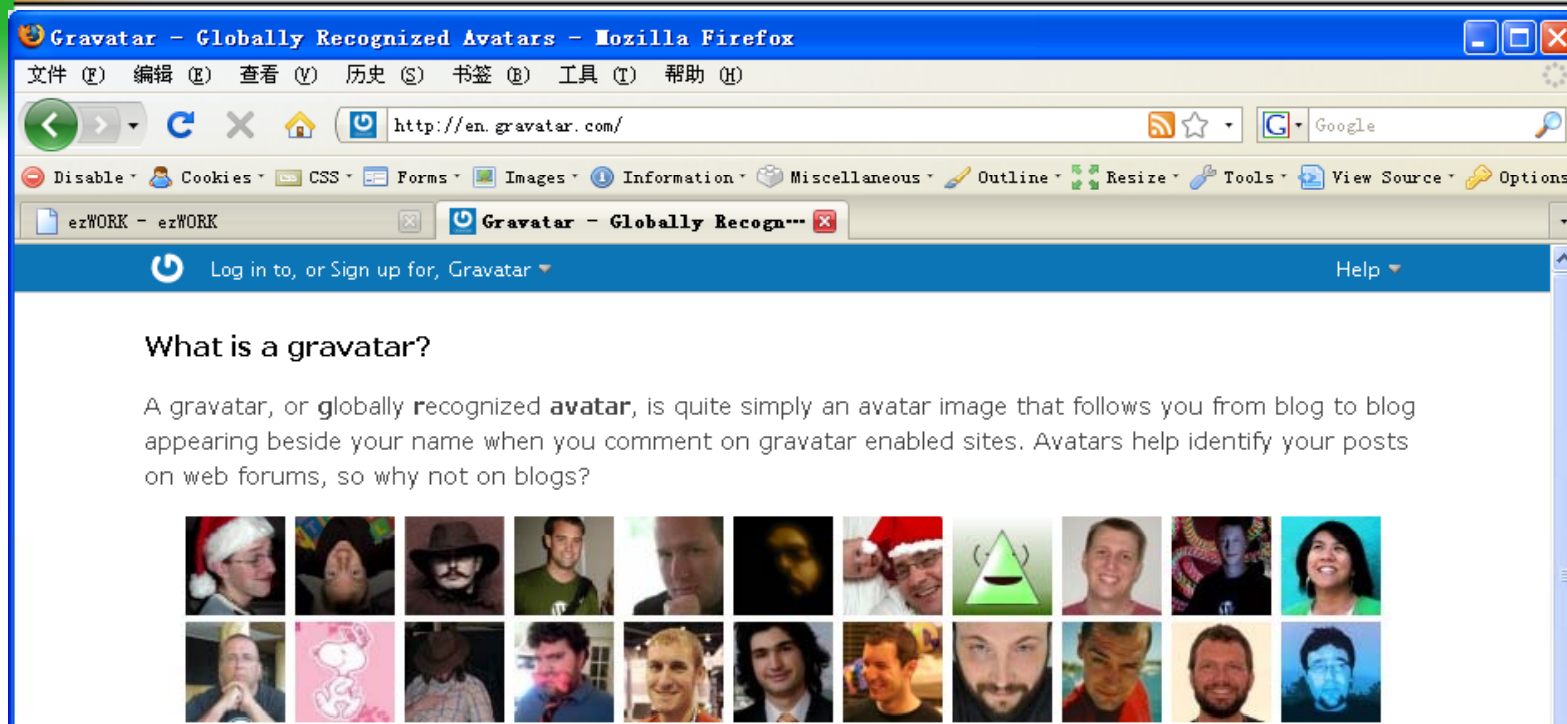 Gravatar - Globally Recognized Avatars - Mozilla Firefox
文件 (F) 编辑 (E) 查看 (V) 历史 (S) 书签 (B) 工具 (T) 帮助 (H)
http://en.gravatar.com/ G Google
Disable Cookies CSS Forms Images Information Miscellaneous Outline Resize Tools View Source Options
ezWORK - ezWORK Gravatar - Globally Recogn...
Log in to, or Sign up for, Gravatar Help
What is a gravatar?
A gravatar, or globally recognized avatar, is quite simply an avatar image that follows you from blog to blog
appearing beside your name when you comment on gravatar enabled sites. Avatars help identify your posts
on web forums, so why not on blogs?